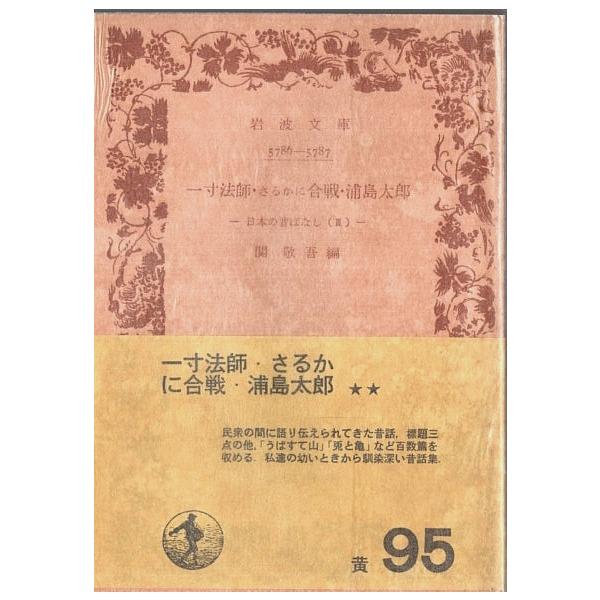 岩波文庫
5786—5787
一寸法師・さるかに合戦・浦島太郎
— 日本の昔ばなし(Ⅲ) —
関敬吾編
一寸法師・さるか
に合戦・浦島太郎 ★★
民衆の間に語り伝えられてきた昔話。標題三
点の他,「うばすて山」「兎と亀」など百数篇を
収める. 私達の幼いときから馴染深い昔話集.
黄 95